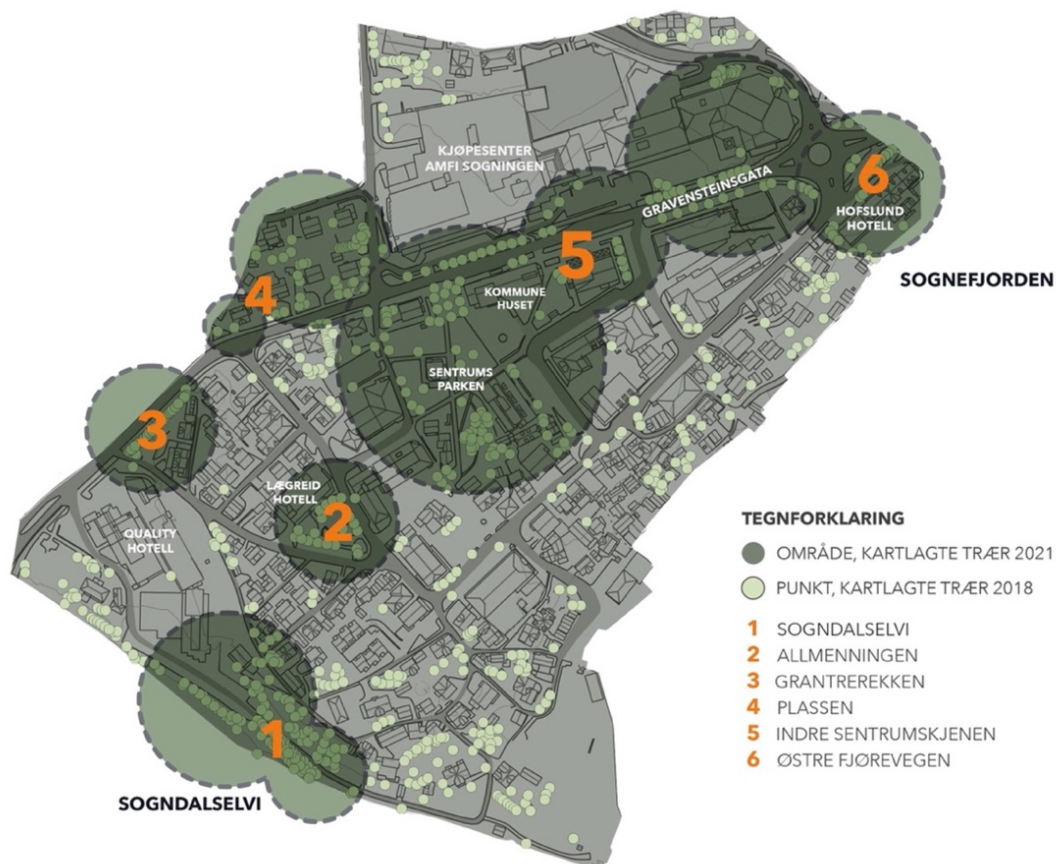 KJØPESENTER
AMFI SOGNINGEN
GRAVENSTEINSGATA
6
HOFSLUND
HOTELL
SOGNEFJORDEN
5
KOMMUNE
HUSET
4
SENTRUMS
PARKEN
3
LÆGREID
HOTELL
2
QUALITY
HOTELL
1
SOGNDALSELVI
TEGNFORKLARING
OMRÅDE, KARTLAGTE TRÆR 2021
PUNKT, KARTLAGTE TRÆR 2018
1 SOGNDALSELVI
2 ALLMENNINGEN
3 GRANTREREKKEN
4 PLASSEN
5 INDRE SENTRUMSKJENEN
6 ØSTRE FJØREVEGEN